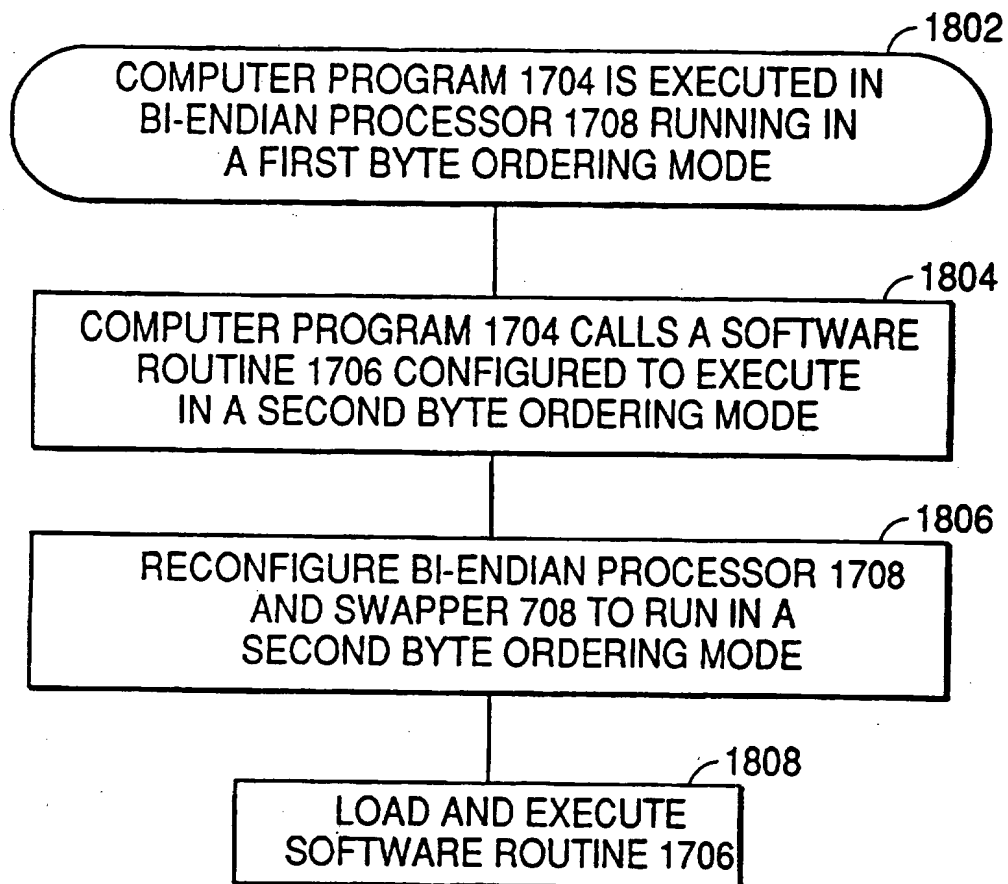 1802
COMPUTER PROGRAM 1704 IS EXECUTED IN
BI-ENDIAN PROCESSOR 1708 RUNNING IN
A FIRST BYTE ORDERING MODE
1804
COMPUTER PROGRAM 1704 CALLS A SOFTWARE
ROUTINE 1706 CONFIGURED TO EXECUTE
IN A SECOND BYTE ORDERING MODE
1806
RECONFIGURE BI-ENDIAN PROCESSOR 1708
AND SWAPPER 708 TO RUN IN A
SECOND BYTE ORDERING MODE
1808
LOAD AND EXECUTE
SOFTWARE ROUTINE 1706